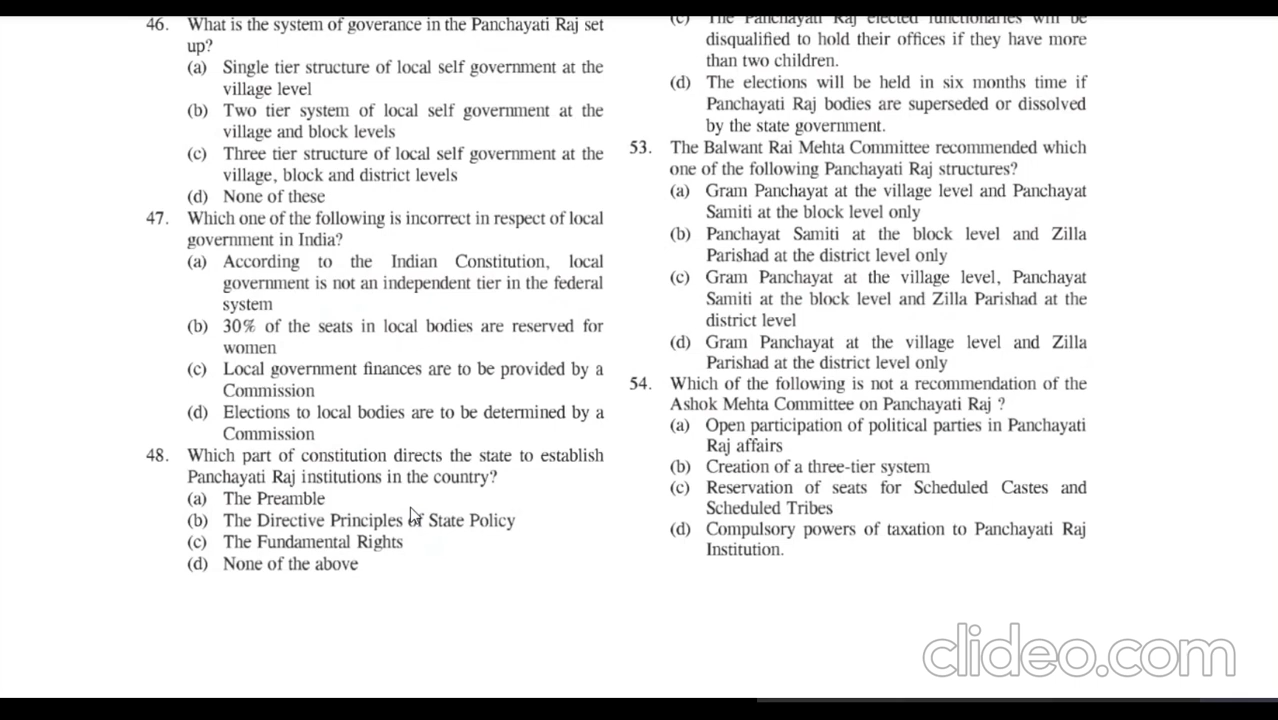 46. What is the system of goverance in the Panchayati Raj set
up?
(a) Single tier structure of local self government at the
village level
(b) Two tier system of local self government at the
village and block levels
(c) Three tier structure of local self government at the
village, block and district levels
(d) None of these
47. Which one of the following is incorrect in respect of local
government in India?
(a) According to the Indian Constitution, local
government is not an independent tier in the federal
system
(b) 30% of the seats in local bodies are reserved for
women
(c) Local government finances are to be provided by a
Commission
(d) Elections to local bodies are to be determined by a
Commission
48. Which part of constitution directs the state to establish
Panchayati Raj institutions in the country?
(a) The Preamble
(b) The Directive Principles of State Policy
(c) The Fundamental Rights
(d) None of the above
(c) The Panchayati Raj elected functionaries will be
disqualified to hold their offices if they have more
than two children.
(d) The elections will be held in six months time if
Panchayati Raj bodies are superseded or dissolved
by the state government.
53. The Balwant Rai Mehta Committee recommended which
one of the following Panchayati Raj structures?
(a) Gram Panchayat at the village level and Panchayat
Samiti at the block level only
(b) Panchayat Samiti at the block level and Zilla
Parishad at the district level only
(c) Gram Panchayat at the village level, Panchayat
Samiti at the block level and Zilla Parishad at the
district level
(d) Gram Panchayat at the village level and Zilla
Parishad at the district level only
54. Which of the following is not a recommendation of the
Ashok Mehta Committee on Panchayati Raj ?
(a) Open participation of political parties in Panchayati
Raj affairs
(b) Creation of a three-tier system
(c) Reservation of seats for Scheduled Castes and
Scheduled Tribes
(d) Compulsory powers of taxation to Panchayati Raj
Institution.
clideo.com